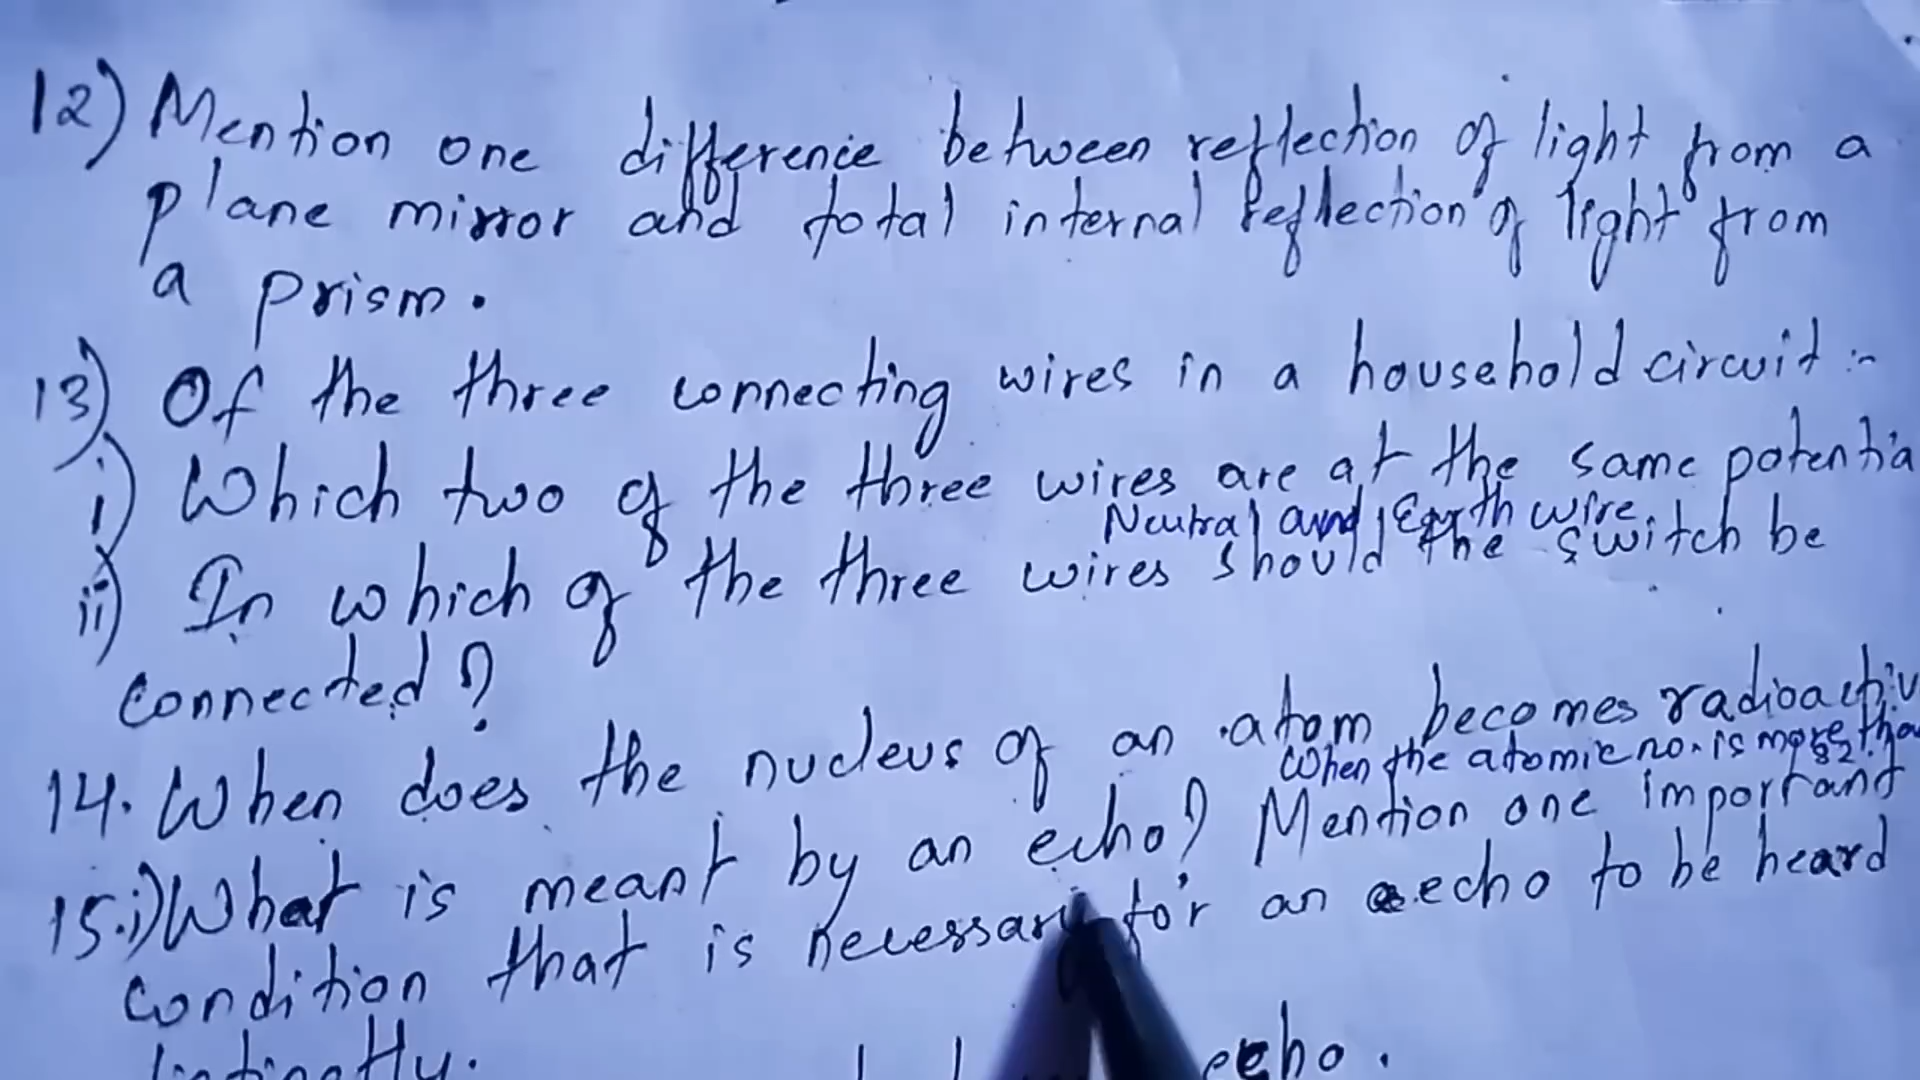 12) Mention one difference between reflection of light from a
plane mirror and total internal reflection of light from
a prism.
13) Of the three connecting wires in a household circuit :-
i) Which two of the three wires are at the same potentia
Neutral and Earth wire.
ii) In which of the three wires should the switch be
connected?
14. When does the nucleus of an atom becomes radioactiv
When the atomic no. is more than
82.
15.i) What is meant by an echo? Mention one important
condition that is necessary for an echo to be heard
echo.